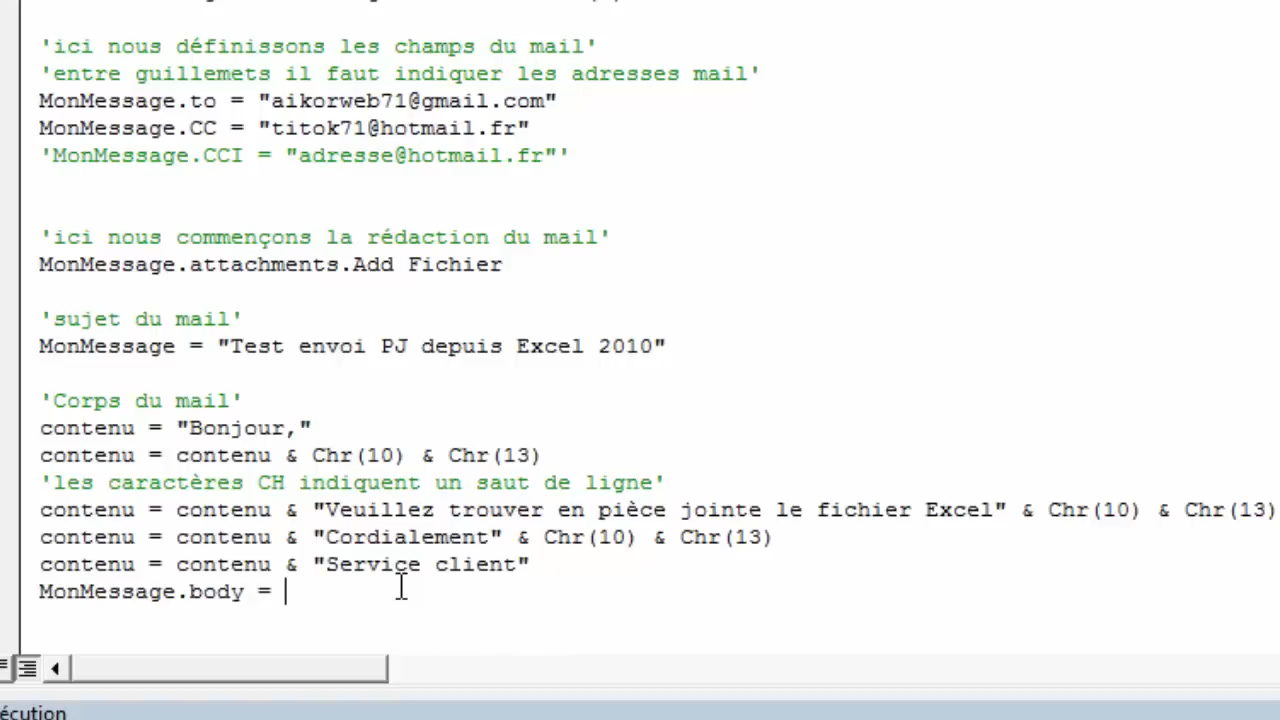 'ici nous définissons les champs du mail'
'entre guillemets il faut indiquer les adresses mail'
MonMessage.to = "aikorweb71@gmail.com"
MonMessage.CC = "titok71@hotmail.fr"
'MonMessage.CCI = "adresse@hotmail.fr"'
'ici nous commençons la rédaction du mail'
MonMessage.attachments.Add Fichier
'sujet du mail'
MonMessage = "Test envoi PJ depuis Excel 2010"
'Corps du mail'
contenu = "Bonjour,"
contenu = contenu & Chr(10) & Chr(13)
'les caractères CH indiquent un saut de ligne'
contenu = contenu & "Veuillez trouver en pièce jointe le fichier Excel" & Chr(10) & Chr(13)
contenu = contenu & "Cordialement" & Chr(10) & Chr(13)
contenu = contenu & "Service client"
MonMessage.body =
écution